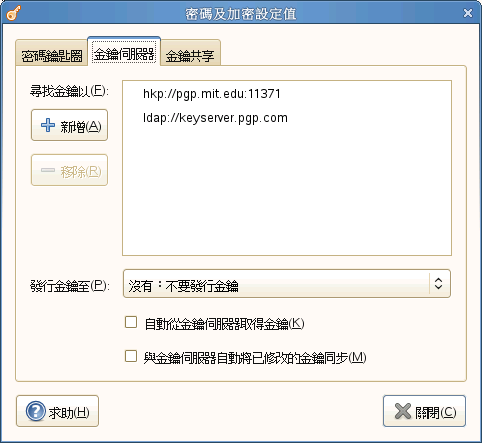 密碼及加密設定值
密碼鑰匙圈 金鑰伺服器 金鑰共享
尋找金鑰以(F):
hkp://pgp.mit.edu:11371
ldap://keyserver.pgp.com
新增(A)
移除(R)
發行金鑰至(P): 沒有：不要發行金鑰
自動從金鑰伺服器取得金鑰(K)
與金鑰伺服器自動將已修改的金鑰同步(M)
求助(H) 關閉(C)